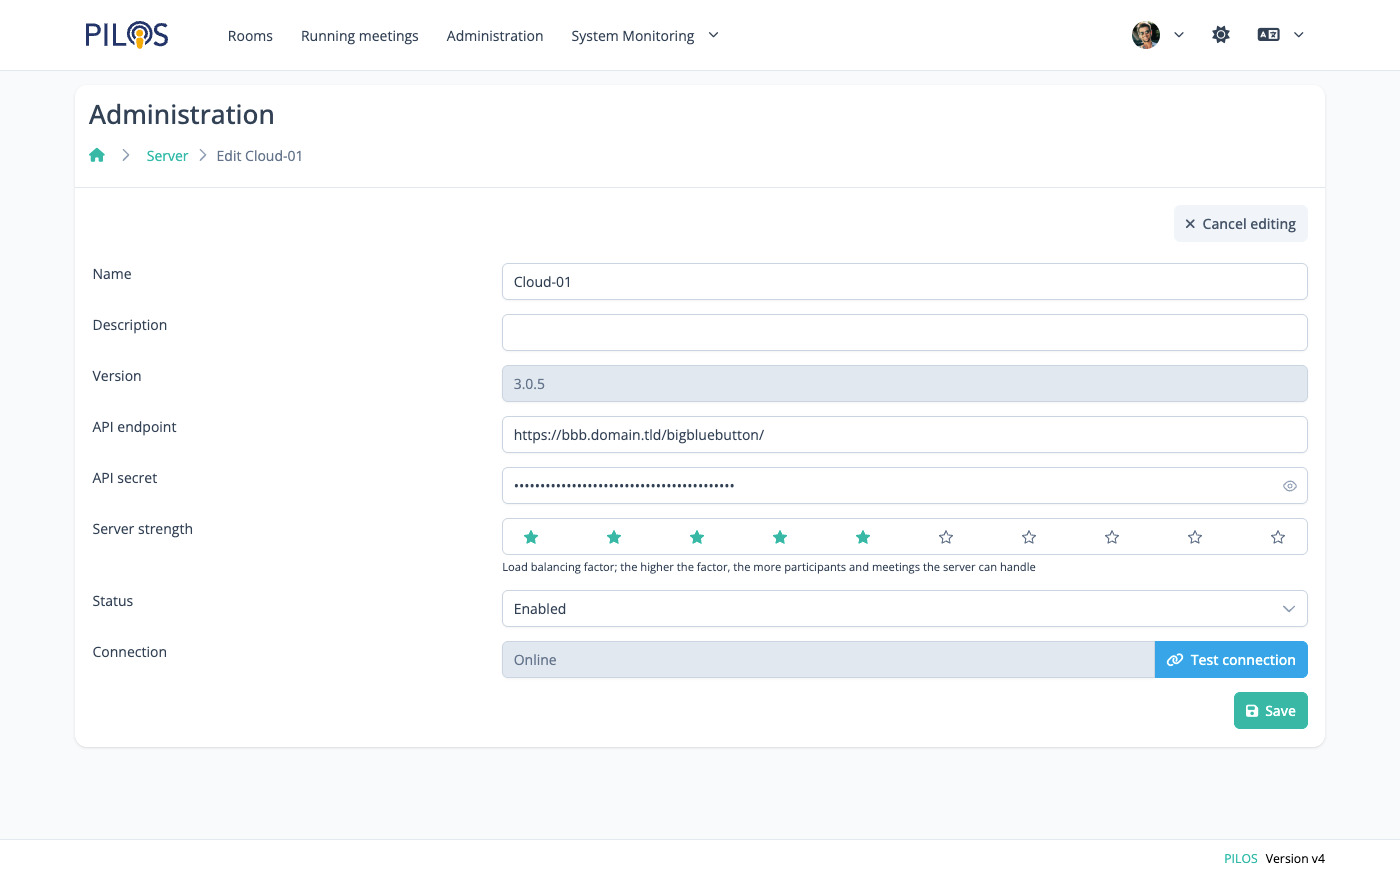 PILOS Rooms Running meetings Administration System Monitoring
Administration
Server Edit Cloud-01
Cancel editing
Name Cloud-01
Description
Version 3.0.5
API endpoint https://bbb.domain.tld/bigbluebutton/
API secret
Server strength
Load balancing factor; the higher the factor, the more participants and meetings the server can handle
Status Enabled
Connection Online Test connection
Save
PILOS Version v4